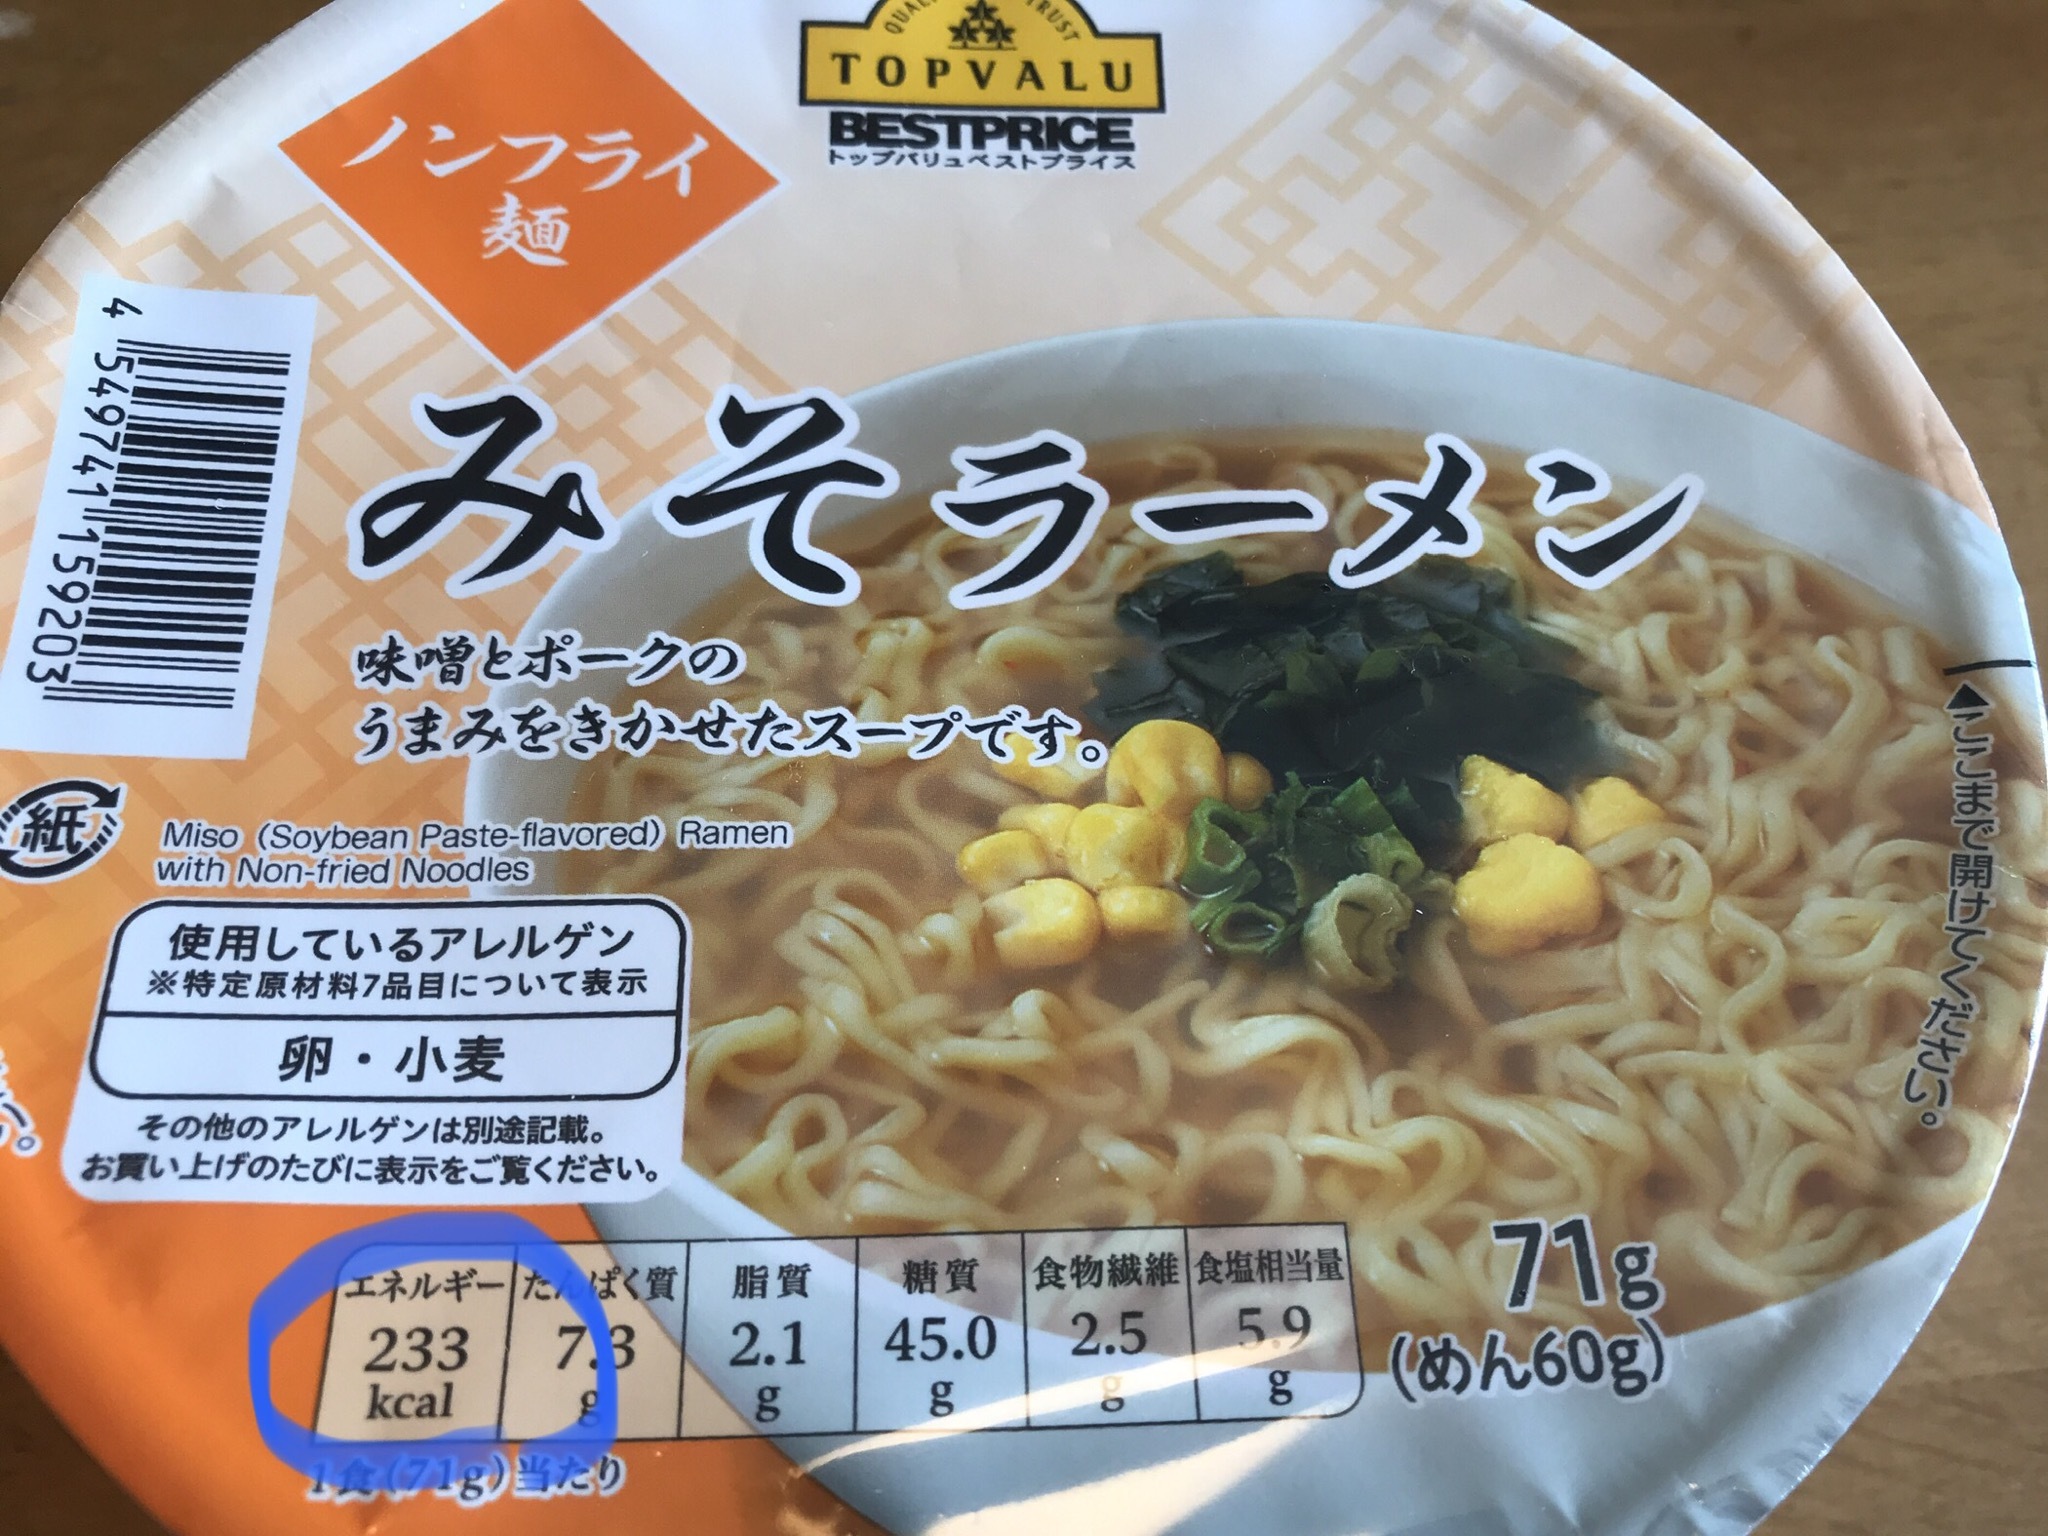 QUAL TRUST
TOPVALU
BESTPRICE
トップバリュベストプライス
ノンフライ
麺
4 549741 159203
みそラーメン
味噌とポークの
うまみをきかせたスープです。
紙
Miso (Soybean Paste-flavored) Ramen
with Non-fried Noodles
使用しているアレルゲン
※特定原材料7品目について表示
卵・小麦
その他のアレルゲンは別途記載。
お買い上げのたびに表示をご覧ください。
▲ここまで開けてください。
エネルギー たんぱく質 脂質 糖質 食物繊維 食塩相当量
233 7.3 2.1 45.0 2.5 5.9
kcal g g g g g
1食(71g)当たり
71g
(めん60g)